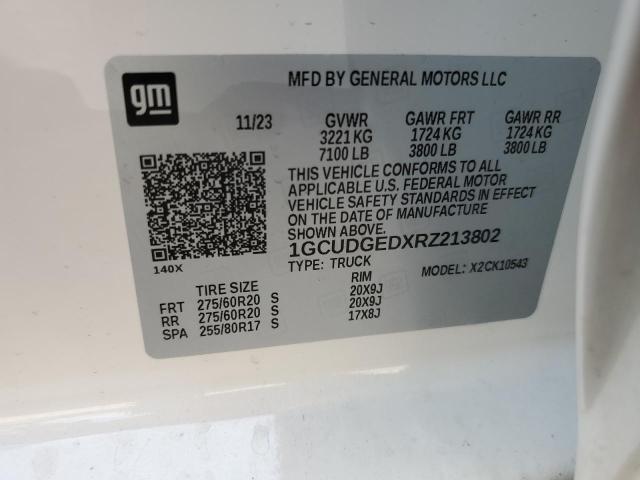 gm
MFD BY GENERAL MOTORS LLC
11/23 GVWR GAWR FRT GAWR RR
3221 KG 1724 KG 1724 KG
7100 LB 3800 LB 3800 LB
THIS VEHICLE CONFORMS TO ALL
APPLICABLE U.S. FEDERAL MOTOR
VEHICLE SAFETY STANDARDS IN EFFECT
ON THE DATE OF MANUFACTURE
SHOWN ABOVE.
1GCUDGEDXRZ213802
140X
TYPE: TRUCK MODEL: X2CK10543
TIRE SIZE RIM
FRT 275/60R20 S 20X9J
RR 275/60R20 S 20X9J
SPA 255/80R17 S 17X8J